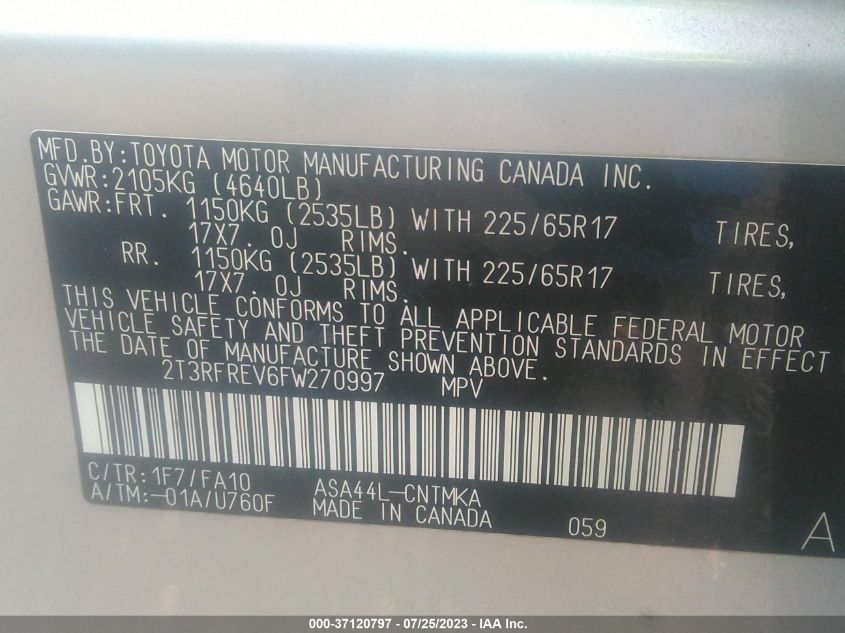 MFD.BY:TOYOTA MOTOR MANUFACTURING CANADA INC.
GVWR:2105KG (4640LB)
GAWR:FRT. 1150KG (2535LB) WITH 225/65R17 TIRES,
17X7. 0J RIMS.
RR. 1150KG (2535LB) WITH 225/65R17 TIRES,
17X7. 0J RIMS.
THIS VEHICLE CONFORMS TO ALL APPLICABLE FEDERAL MOTOR
VEHICLE SAFETY AND THEFT PREVENTION STANDARDS IN EFFECT
THE DATE OF MANUFACTURE SHOWN ABOVE.
2T3RFREV6FW270997 MPV
C/TR:1F7/FA10 ASA44L-CNTMKA
A/TM:-01A/U760F MADE IN CANADA 059 A
000-37120797 - 07/25/2023 - IAA Inc.